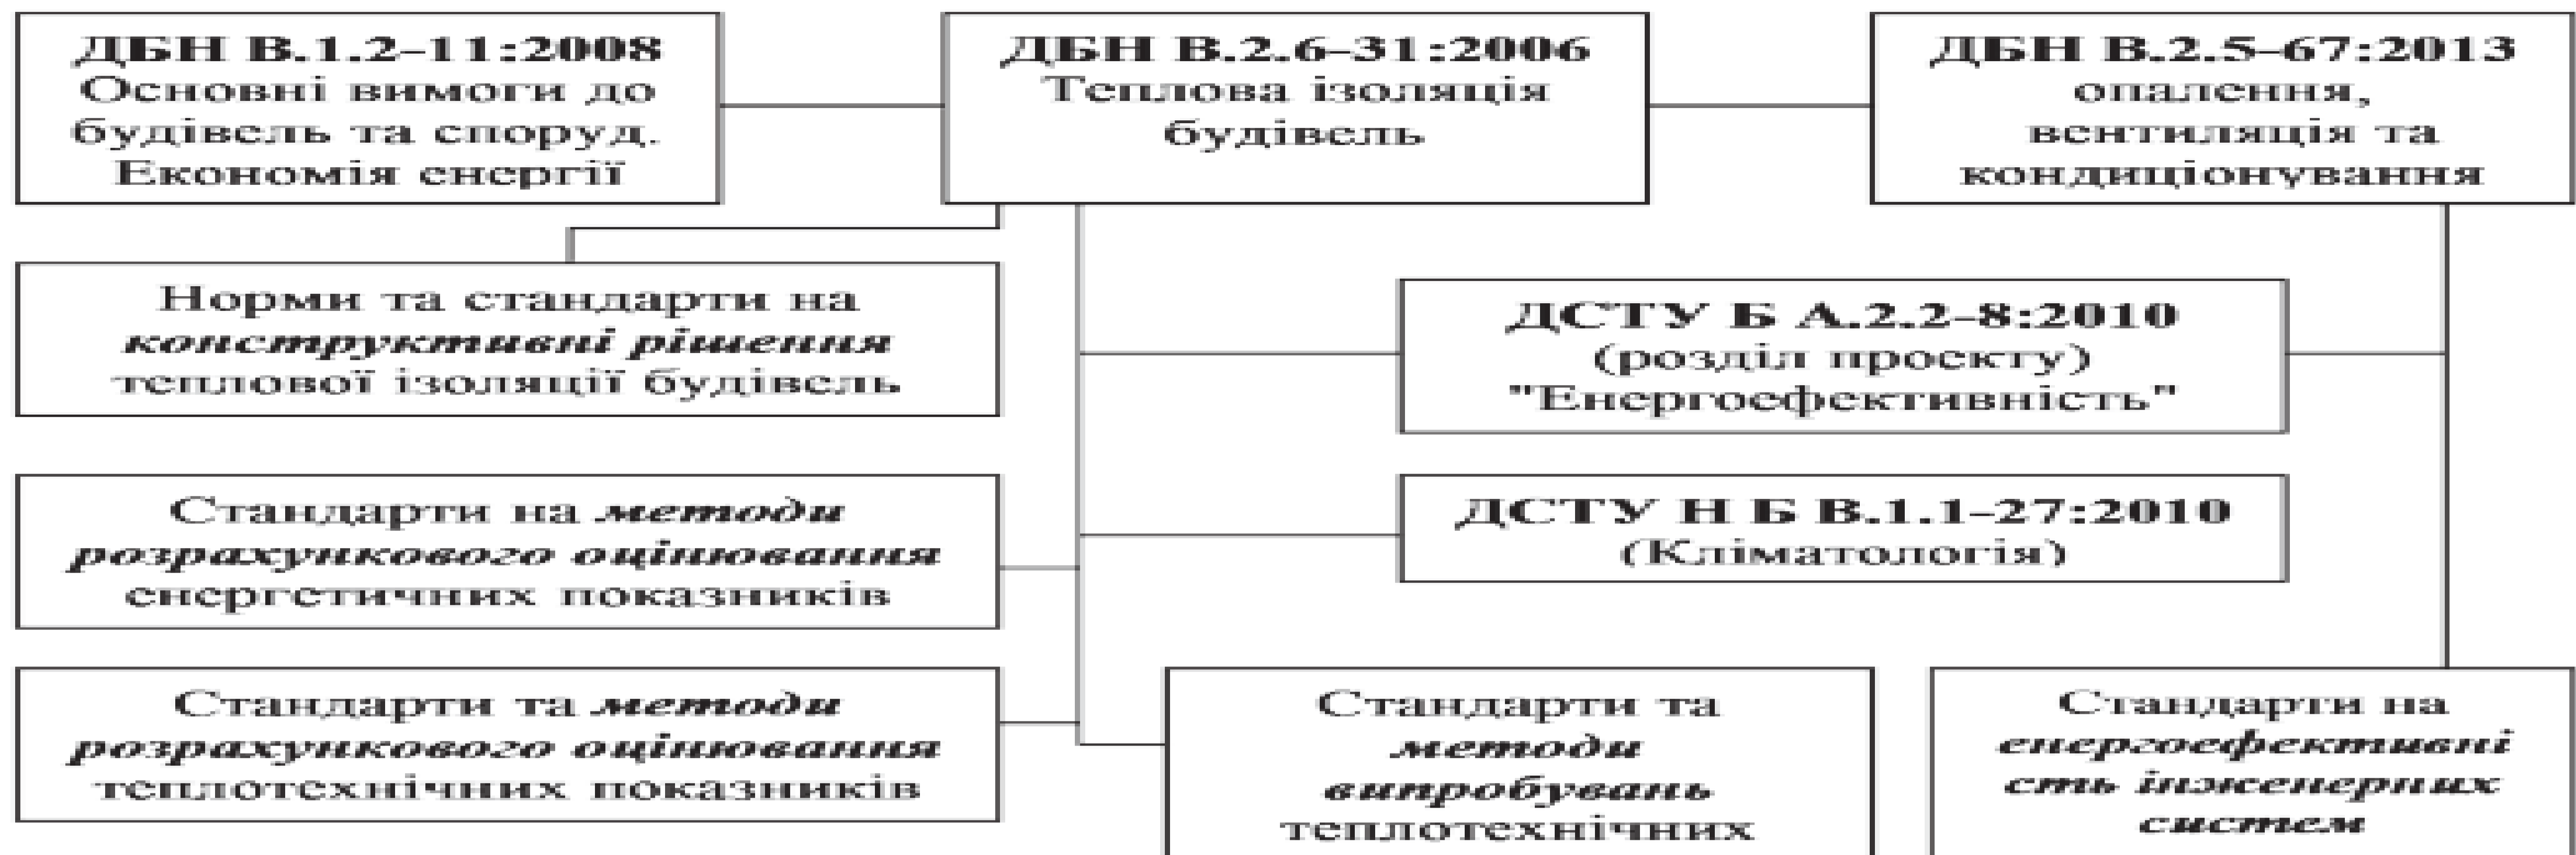 ДБН В.1.2–11:2008
Основні вимоги до
будівель та споруд.
Економія енергії
ДБН В.2.6–31:2006
Теплова ізоляція
будівель
ДБН В.2.5–67:2013
опалення,
вентиляція та
кондиціонування
Норми та стандарти на
конструктивні рішення
теплової ізоляції будівель
ДСТУ Б А.2.2–8:2010
(розділ проекту)
"Енергоефективність"
Стандарти на методи
розрахункового оцінювання
енергетичних показників
ДСТУ Н Б В.1.1–27:2010
(Кліматологія)
Стандарти та методи
розрахункового оцінювання
теплотехнічних показників
Стандарти та
методи
випробувань
теплотехнічних
Стандарти на
енергоефективні
сть інженерних
систем